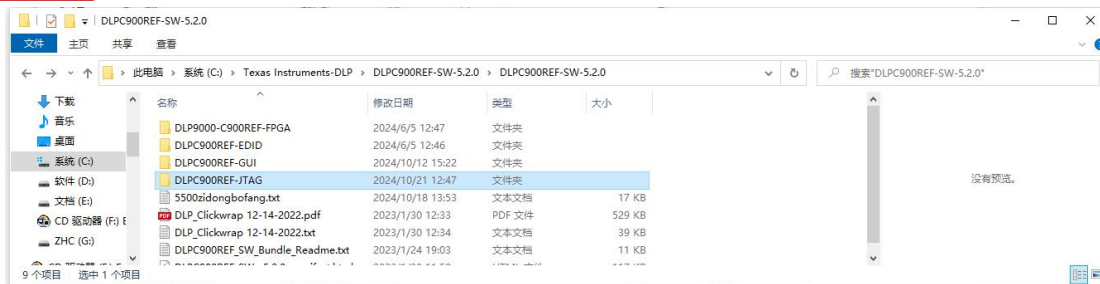 DLPC900REF-SW-5.2.0
文件 主页 共享 查看
此电脑 > 系统 (C:) > Texas Instruments-DLP > DLPC900REF-SW-5.2.0 > DLPC900REF-SW-5.2.0
搜索"DLPC900REF-SW-5.2.0"
下载
音乐
桌面
系统 (C:)
软件 (D:)
文档 (E:)
CD 驱动器 (F:) E
ZHC (G:)
名称 修改日期 类型 大小
DLP9000-C900REF-FPGA 2024/6/5 12:47 文件夹
DLPC900REF-EDID 2024/6/5 12:46 文件夹
DLPC900REF-GUI 2024/10/12 15:22 文件夹
DLPC900REF-JTAG 2024/10/21 12:47 文件夹
5500zidongbofang.txt 2024/10/18 13:53 文本文档 17 KB
DLP_Clickwrap 12-14-2022.pdf 2023/1/30 12:33 PDF 文件 529 KB
DLP_Clickwrap 12-14-2022.txt 2023/1/30 12:34 文本文档 39 KB
DLPC900REF_SW_Bundle_Readme.txt 2023/1/24 19:03 文本文档 11 KB
没有预览。
9 个项目 选中 1 个项目